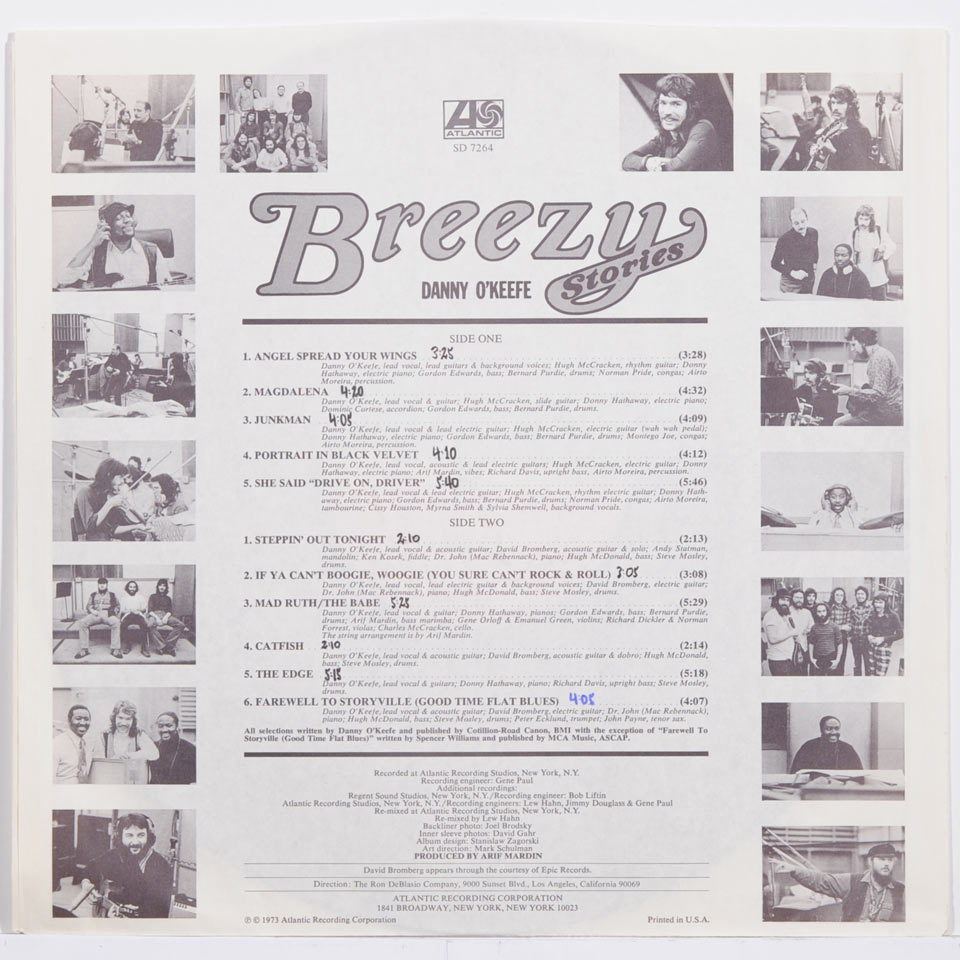 ATLANTIC
SD 7264
Breezy
Stories
DANNY O'KEEFE
SIDE ONE
1. ANGEL SPREAD YOUR WINGS 3:25 (3:28)
Danny O'Keefe, lead vocal, lead guitars & background voices; Hugh McCracken, rhythm guitar; Donny
Hathaway, electric piano; Gordon Edwards, bass; Bernard Purdie, drums; Norman Pride, congas; Airto
Moreira, percussion.
2. MAGDALENA 4:20 (4:32)
Danny O'Keefe, lead vocal & guitar; Hugh McCracken, slide guitar; Donny Hathaway, electric piano;
Dominic Cortese, accordion; Gordon Edwards, bass; Bernard Purdie, drums.
3. JUNKMAN 4:05 (4:09)
Danny O'Keefe, lead vocal & lead electric guitar; Hugh McCracken, electric guitar (wah wah pedal);
Donny Hathaway, electric piano; Gordon Edwards, bass; Bernard Purdie, drums; Montego Joe, congas;
Airto Moreira, percussion.
4. PORTRAIT IN BLACK VELVET 4:10 (4:12)
Danny O'Keefe, lead vocal, acoustic & lead electric guitars; Hugh McCracken, electric guitar; Donny
Hathaway, electric piano; Arif Mardin, vibes; Richard Davis, upright bass, Airto Moreira, percussion.
5. SHE SAID "DRIVE ON, DRIVER" 5:40 (5:46)
Danny O'Keefe, lead vocal & lead electric guitar; Hugh McCracken, rhythm electric guitar; Donny Hath-
away, electric piano; Gordon Edwards, bass; Bernard Purdie, drums; Norman Pride, congas; Airto Moreira,
tambourine; Cissy Houston, Myrna Smith & Sylvia Shemwell, background vocals.
SIDE TWO
1. STEPPIN' OUT TONIGHT 2:10 (2:13)
Danny O'Keefe, lead vocal & acoustic guitar; David Bromberg, acoustic guitar & solo; Andy Statman,
mandolin; Ken Kosek, fiddle; Dr. John (Mac Rebennack), piano; Hugh McDonald, bass; Steve Mosley,
drums.
2. IF YA CAN'T BOOGIE, WOOGIE (YOU SURE CAN'T ROCK & ROLL) 3:05 (3:08)
Danny O'Keefe, lead vocal, lead electric guitar & background voices; David Bromberg, electric guitar;
Dr. John (Mac Rebennack), piano; Hugh McDonald, bass; Steve Mosley, drums.
3. MAD RUTH/THE BABE 5:25 (5:29)
Danny O'Keefe, lead vocal & guitar; Donny Hathaway, pianos; Gordon Edwards, bass; Bernard Purdie,
drums; Arif Mardin, bass marimba; Gene Orloff & Emanuel Green, violins; Richard Dickler & Norman
Forrest, violas; Charles McCracken, cello.
The string arrangement is by Arif Mardin.
4. CATFISH 2:10 (2:14)
Danny O'Keefe, lead vocal & acoustic guitar; David Bromberg, acoustic guitar & dobro; Hugh McDonald,
bass; Steve Mosley, drums.
5. THE EDGE 5:15 (5:18)
Danny O'Keefe, lead vocal & guitars; Donny Hathaway, piano; Richard Davis, upright bass; Steve Mosley,
drums.
6. FAREWELL TO STORYVILLE (GOOD TIME FLAT BLUES) 4:05 (4:07)
Danny O'Keefe, lead vocal & acoustic guitar; David Bromberg, electric guitar; Dr. John (Mac Rebennack),
piano; Hugh McDonald, bass; Steve Mosley, drums; Peter Ecklund, trumpet; John Payne, tenor sax.
All selections written by Danny O'Keefe and published by Cotillion-Road Canon, BMI with the exception of "Farewell To
Storyville (Good Time Flat Blues)" written by Spencer Williams and published by MCA Music, ASCAP.
Recorded at Atlantic Recording Studios, New York, N.Y.
Recording engineer: Gene Paul
Additional recordings:
Regent Sound Studios, New York, N.Y./Recording engineer: Bob Liftin
Atlantic Recording Studios, New York, N.Y./Recording engineers: Lew Hahn, Jimmy Douglass & Gene Paul
Re-mixed at Atlantic Recording Studios, New York, N.Y.
Re-mixed by Lew Hahn
Backliner photo: Joel Brodsky
Inner sleeve photos: David Gahr
Album design: Stanislaw Zagorski
Art direction: Mark Schulman
PRODUCED BY ARIF MARDIN
David Bromberg appears through the courtesy of Epic Records.
Direction: The Ron DeBlasio Company, 9000 Sunset Blvd., Los Angeles, California 90069
ATLANTIC RECORDING CORPORATION
1841 BROADWAY, NEW YORK, NEW YORK 10023
℗ © 1973 Atlantic Recording Corporation Printed in U.S.A.